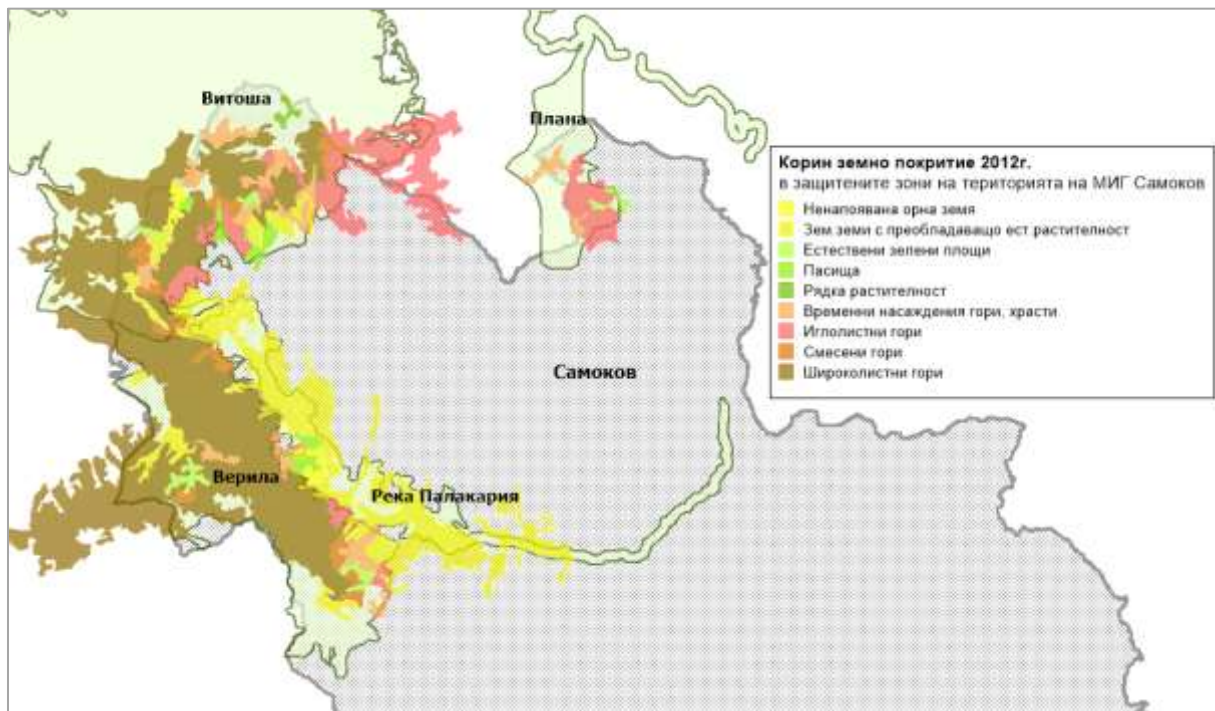 Витоша
Плана
Корин земно покритие 2012г.
в защитените зони на територията на МИГ Самоков
Ненапоявана орна земя
Зем земи с преобладаващо ест растителност
Естествени зелени площи
Пасища
Рядка растителност
Временни насаждения гори, храсти
Иглолистни гори
Смесени гори
Широколистни гори
Самоков
Верила
Река Палакария